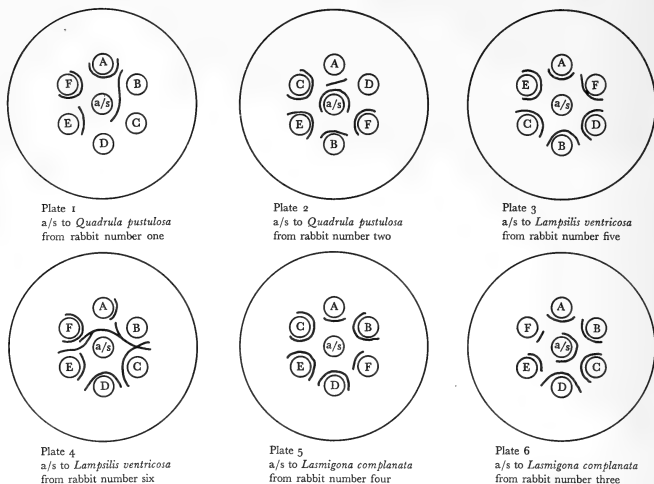 A
F B
a/s
E C
D
A
C D
a/s
E F
B
A
E F
a/s
C D
B
Plate 1
a/s to Quadrula pustulosa
from rabbit number one
Plate 2
a/s to Quadrula pustulosa
from rabbit number two
Plate 3
a/s to Lampsilis ventricosa
from rabbit number five
A
F B
a/s
E C
D
A
C B
a/s
E F
D
A
F B
a/s
E C
D
Plate 4
a/s to Lampsilis ventricosa
from rabbit number six
Plate 5
a/s to Lasmigona complanata
from rabbit number four
Plate 6
a/s to Lasmigona complanata
from rabbit number three